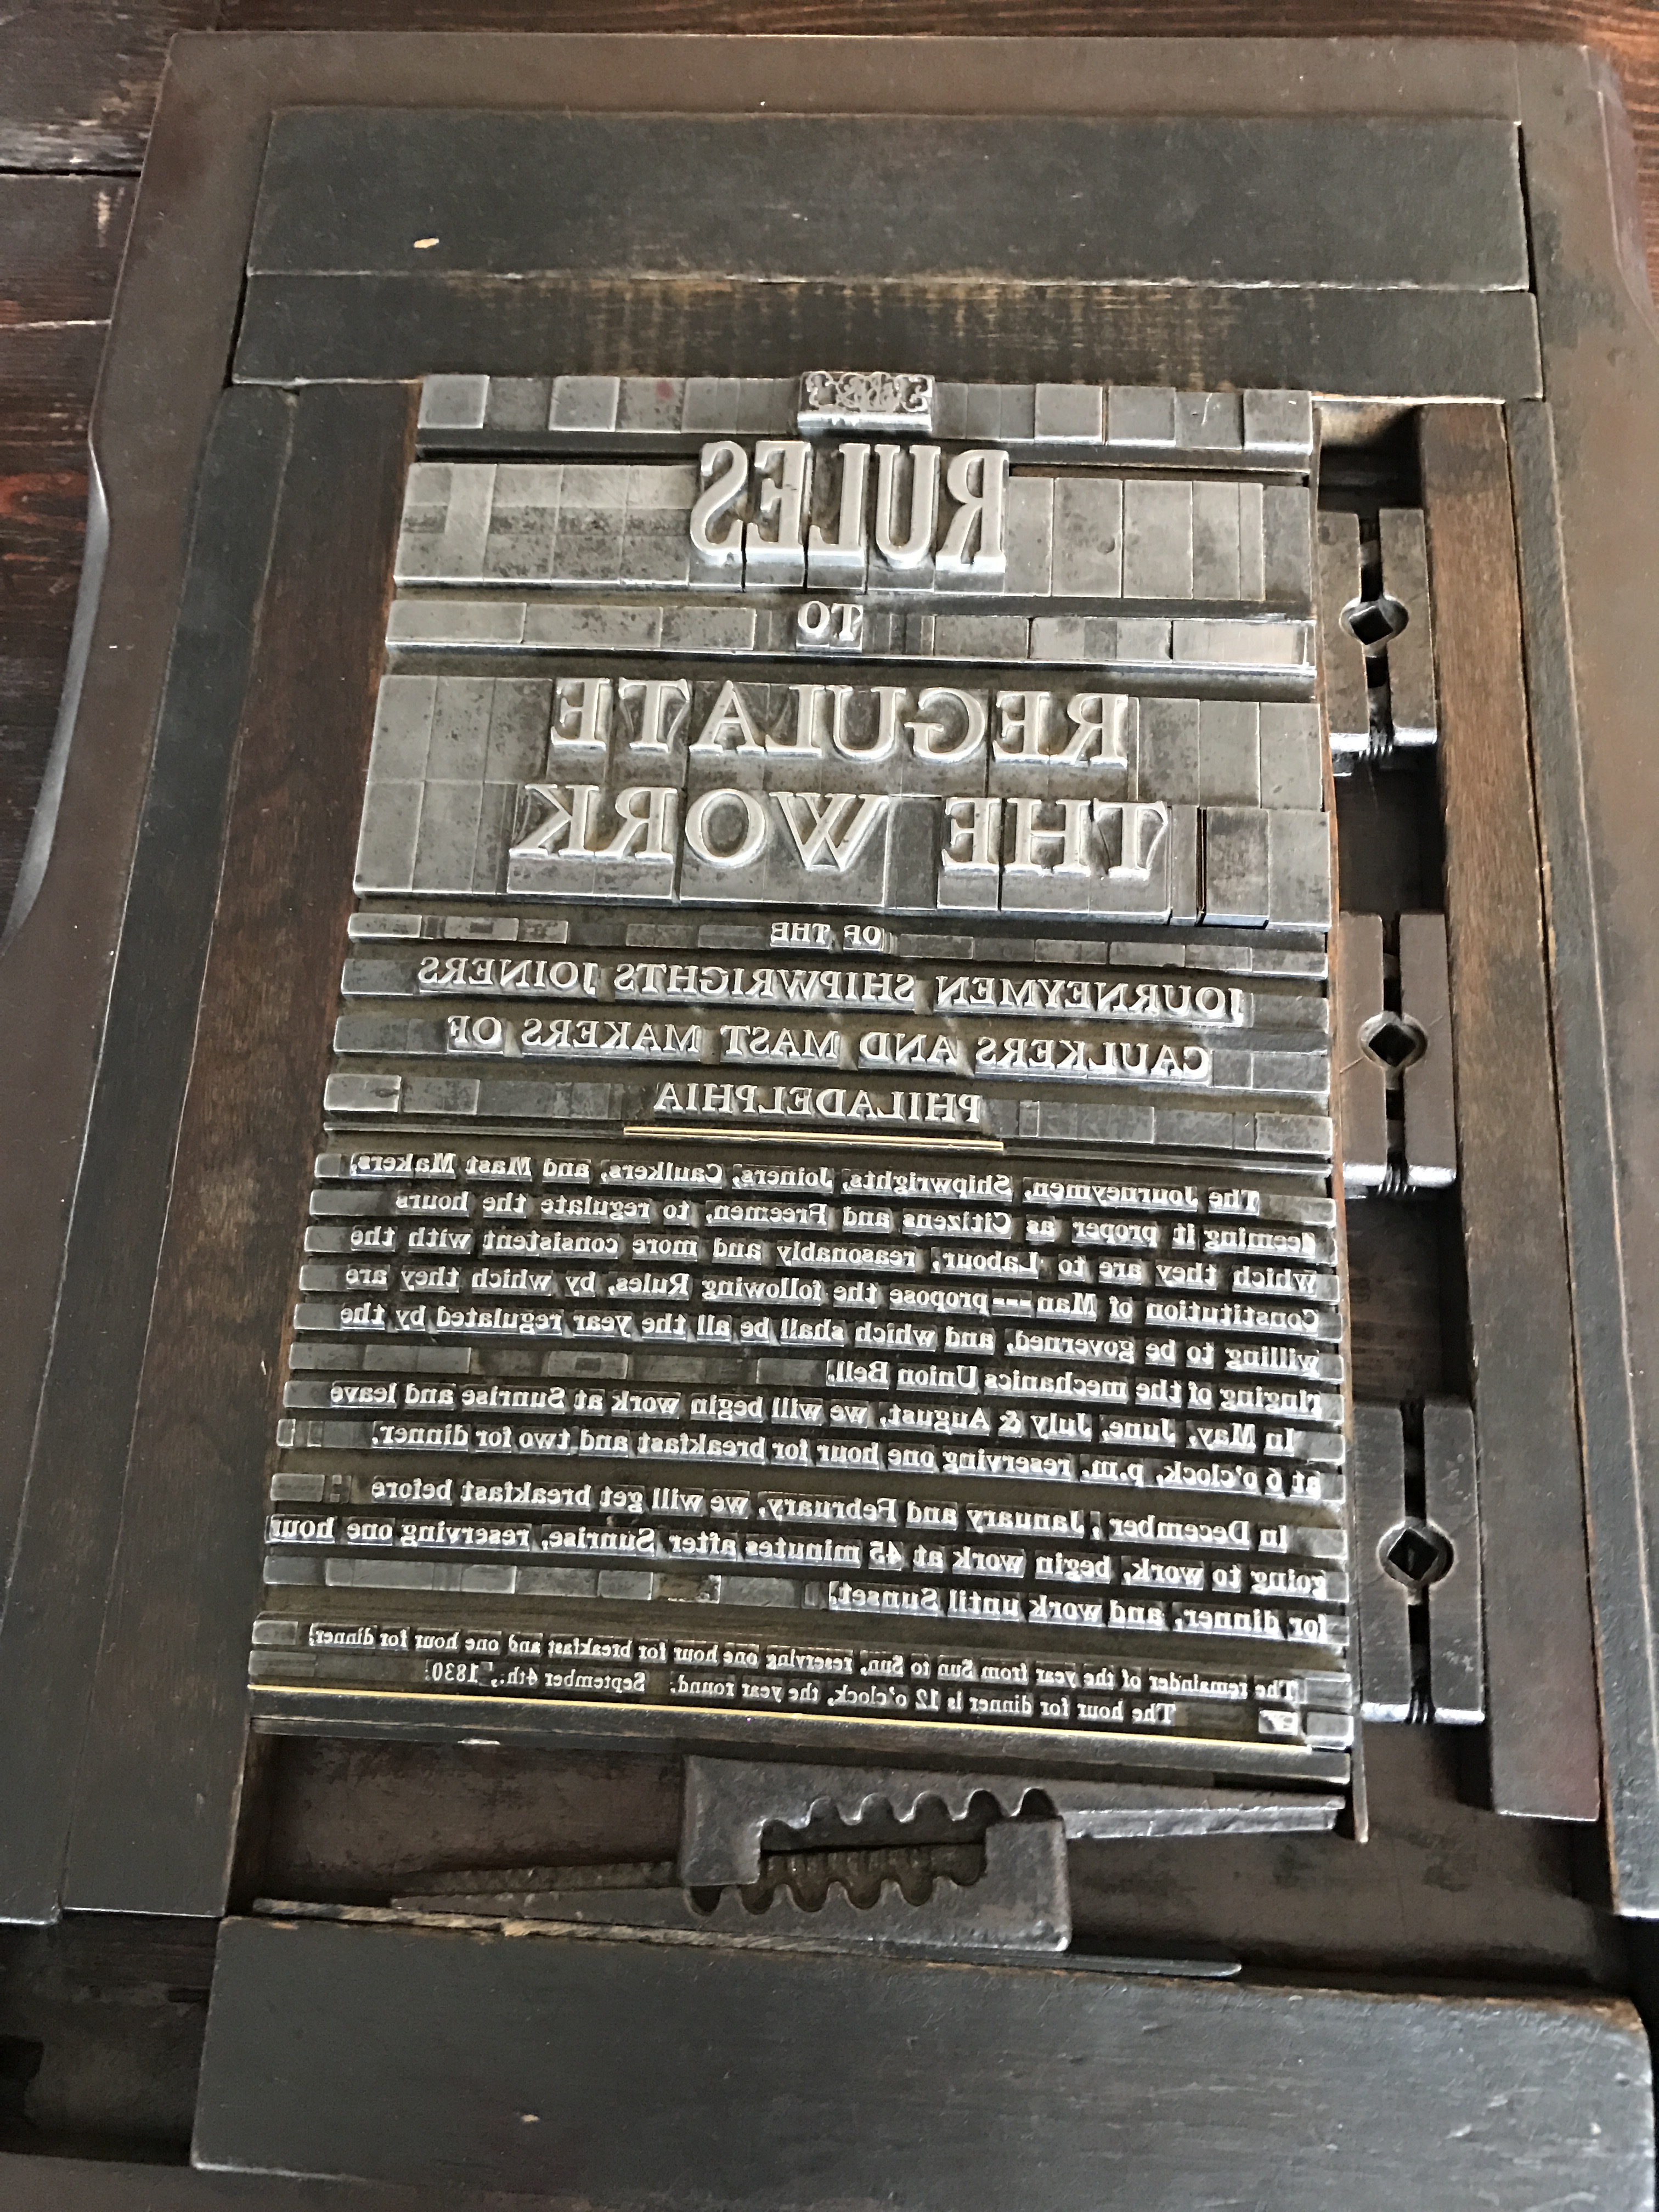 RULES
TO
REGULATE
THE WORK
OF THE
JOURNEYMEN SHIPWRIGHTS JOINERS
CAULKERS AND MAST MAKERS OF
PHILADELPHIA
The Journeymen, Shipwrights, Joiners, Caulkers, and Mast Makers,
deeming it proper as Citizens and Freemen, to regulate the hours
which they are to Labour, reasonably and more consistent with the
Constitution of Man---propose the following Rules, by which they are
willing to be governed, and which shall be all the year regulated by the
ringing of the mechanics Union Bell.
In May, June, July & August, we will begin work at Sunrise and leave
at 6 o'clock, p.m. reserving one hour for breakfast and two for dinner.
In December, January and February, we will get breakfast before
going to work, begin work at 45 minutes after Sunrise, reserving one hour
for dinner, and work until Sunset.
The remainder of the year from Sun to Sun, reserving one hour for breakfast and one hour for dinner.
The hour for dinner is 12 o'clock, the year round. September 4th., 1830.